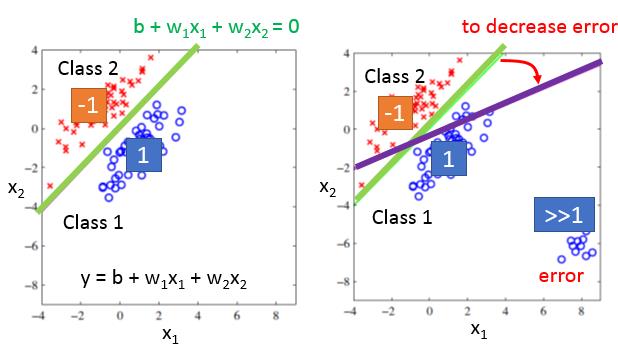 b + w₁x₁ + w₂x₂ = 0
4
2
0
−2
−4
−6
−8
x₂
Class 2
-1
1
Class 1
y = b + w₁x₁ + w₂x₂
−4 −2 0 2 4 6 8
x₁
to decrease error
4
2
0
−2
−4
−6
−8
x₂
Class 2
-1
1
Class 1
>>1
error
−4 −2 0 2 4 6 8
x₁